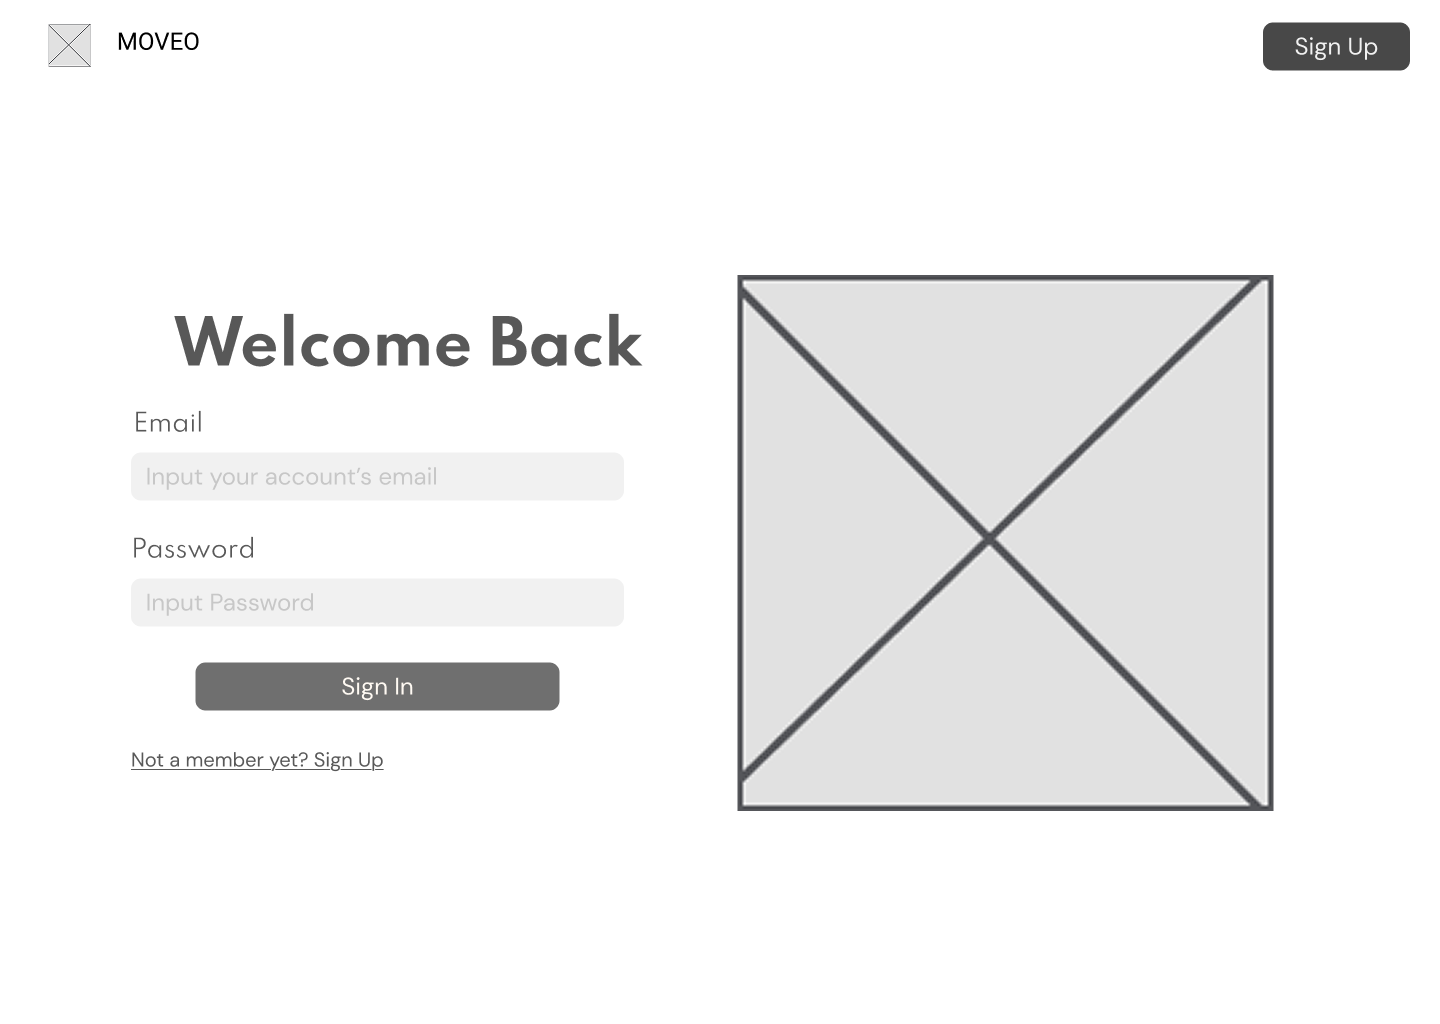 MOVEO
Sign Up
Welcome Back
Email
Input your account's email
Password
Input Password
Sign In
Not a member yet? Sign Up